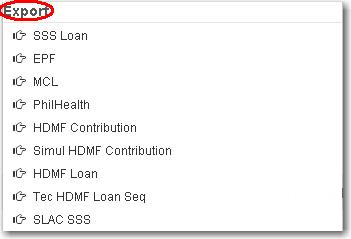 Export
SSS Loan
EPF
MCL
PhilHealth
HDMF Contribution
Simul HDMF Contribution
HDMF Loan
Tec HDMF Loan Seq
SLAC SSS